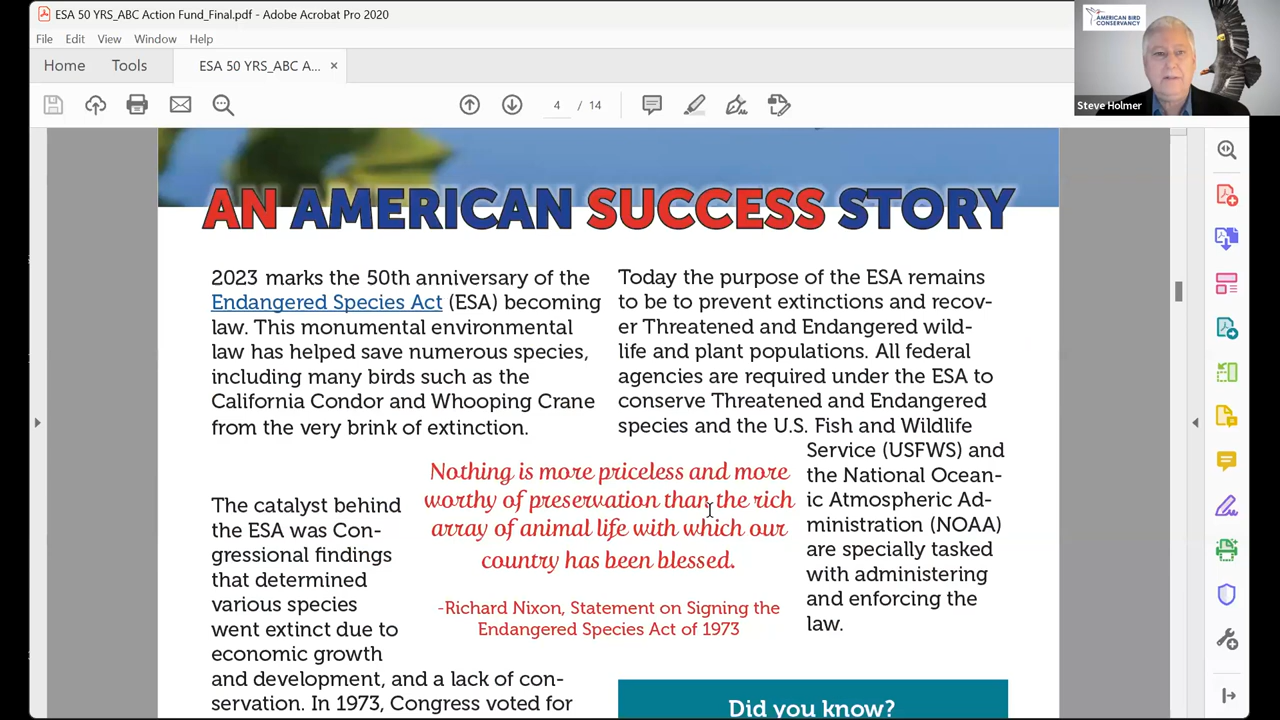 ESA 50 YRS_ABC Action Fund_Final.pdf - Adobe Acrobat Pro 2020
File Edit View Window Help
Home Tools ESA 50 YRS_ABC A... ×
4 / 14
AMERICAN BIRD
CONSERVANCY
Steve Holmer
AN AMERICAN SUCCESS STORY
2023 marks the 50th anniversary of the
Endangered Species Act (ESA) becoming
law. This monumental environmental
law has helped save numerous species,
including many birds such as the
California Condor and Whooping Crane
from the very brink of extinction.
The catalyst behind
the ESA was Con-
gressional findings
that determined
various species
went extinct due to
economic growth
and development, and a lack of con-
servation. In 1973, Congress voted for
Nothing is more priceless and more
worthy of preservation than the rich
array of animal life with which our
country has been blessed.
-Richard Nixon, Statement on Signing the
Endangered Species Act of 1973
Today the purpose of the ESA remains
to be to prevent extinctions and recov-
er Threatened and Endangered wild-
life and plant populations. All federal
agencies are required under the ESA to
conserve Threatened and Endangered
species and the U.S. Fish and Wildlife
Service (USFWS) and
the National Ocean-
ic Atmospheric Ad-
ministration (NOAA)
are specially tasked
with administering
and enforcing the
law.
Did you know?